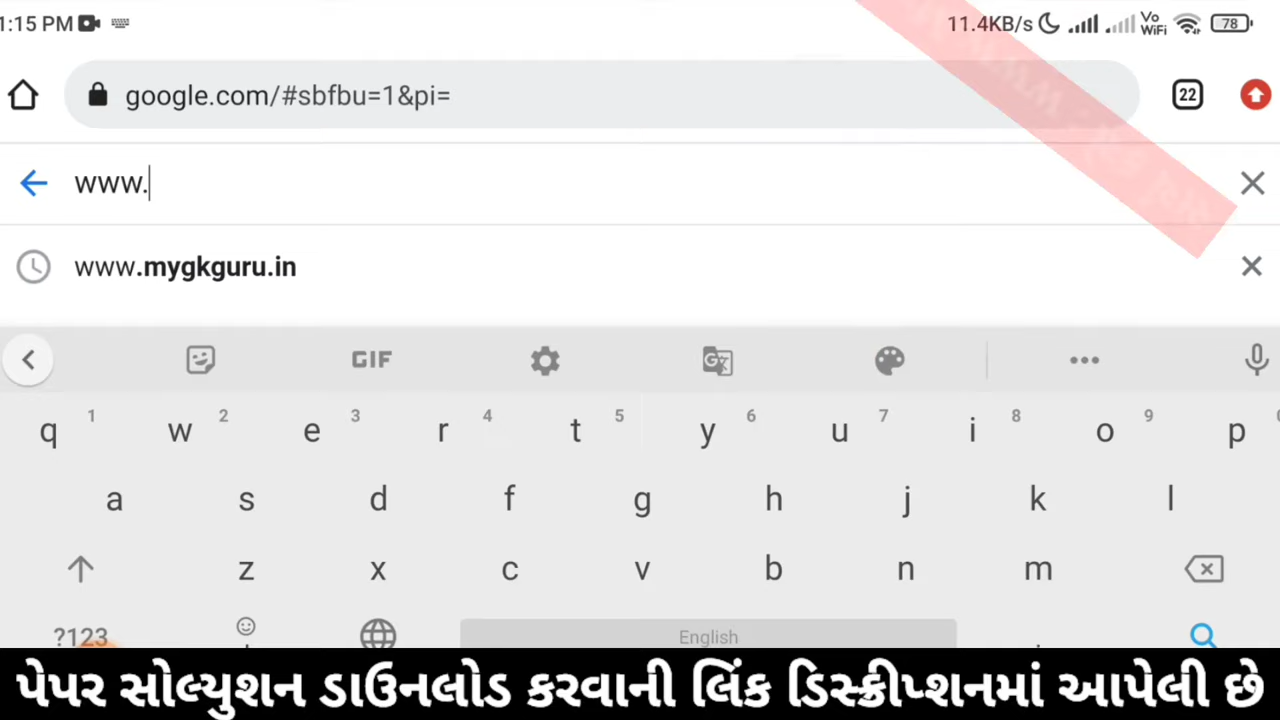 1:15 PM
11.4KB/s Vo WiFi 78
google.com/#sbfbu=1&pi=
22
www.
www.mygkguru.in
GIF
q 1 w 2 e 3 r 4 t 5 y 6 u 7 i 8 o 9 p
a s d f g h j k l
z x c v b n m
?123 English
પેપર સોલ્યુશન ડાઉનલોડ કરવાની લિંક ડિસ્ક્રીપ્શનમાં આપેલી છે